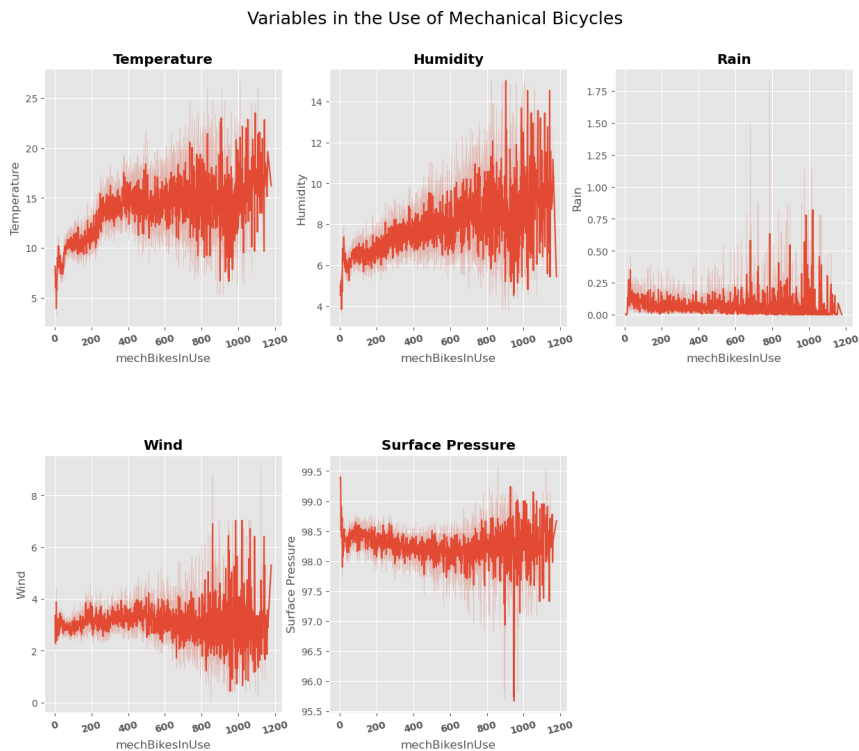 Variables in the Use of Mechanical Bicycles
Temperature
Humidity
Rain
25
20
15
10
5
Temperature
0 200 400 600 800 1000 1200
mechBikesInUse
14
12
10
8
6
4
Humidity
0 200 400 600 800 1000 1200
mechBikesInUse
1.75
1.50
1.25
1.00
0.75
0.50
0.25
0.00
Rain
0 200 400 600 800 1000 1200
mechBikesInUse
Wind
Surface Pressure
8
6
4
2
0
Wind
0 200 400 600 800 1000 1200
mechBikesInUse
99.5
99.0
98.5
98.0
97.5
97.0
96.5
96.0
95.5
Surface Pressure
0 200 400 600 800 1000 1200
mechBikesInUse